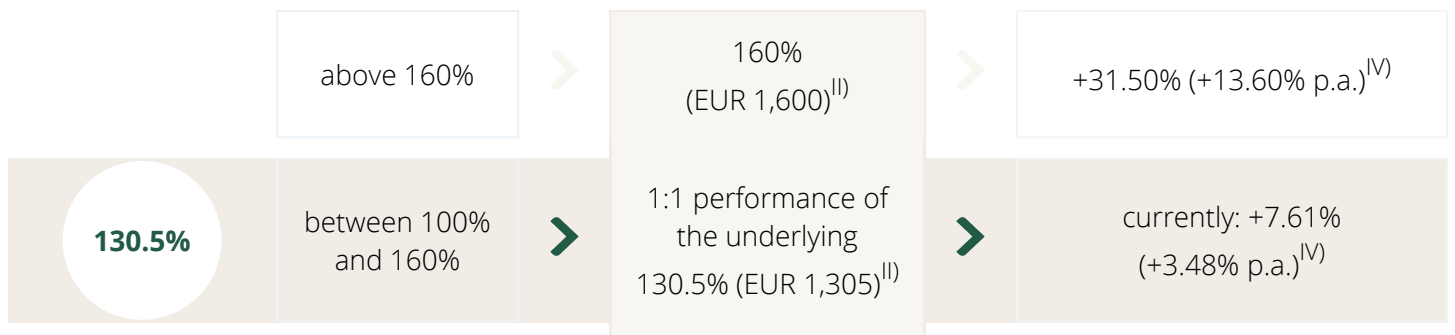 above 160%
160%
(EUR 1,600)II)
+31.50% (+13.60% p.a.)IV)
130.5%
between 100%
and 160%
1:1 performance of
the underlying
130.5% (EUR 1,305)II)
currently: +7.61%
(+3.48% p.a.)IV)